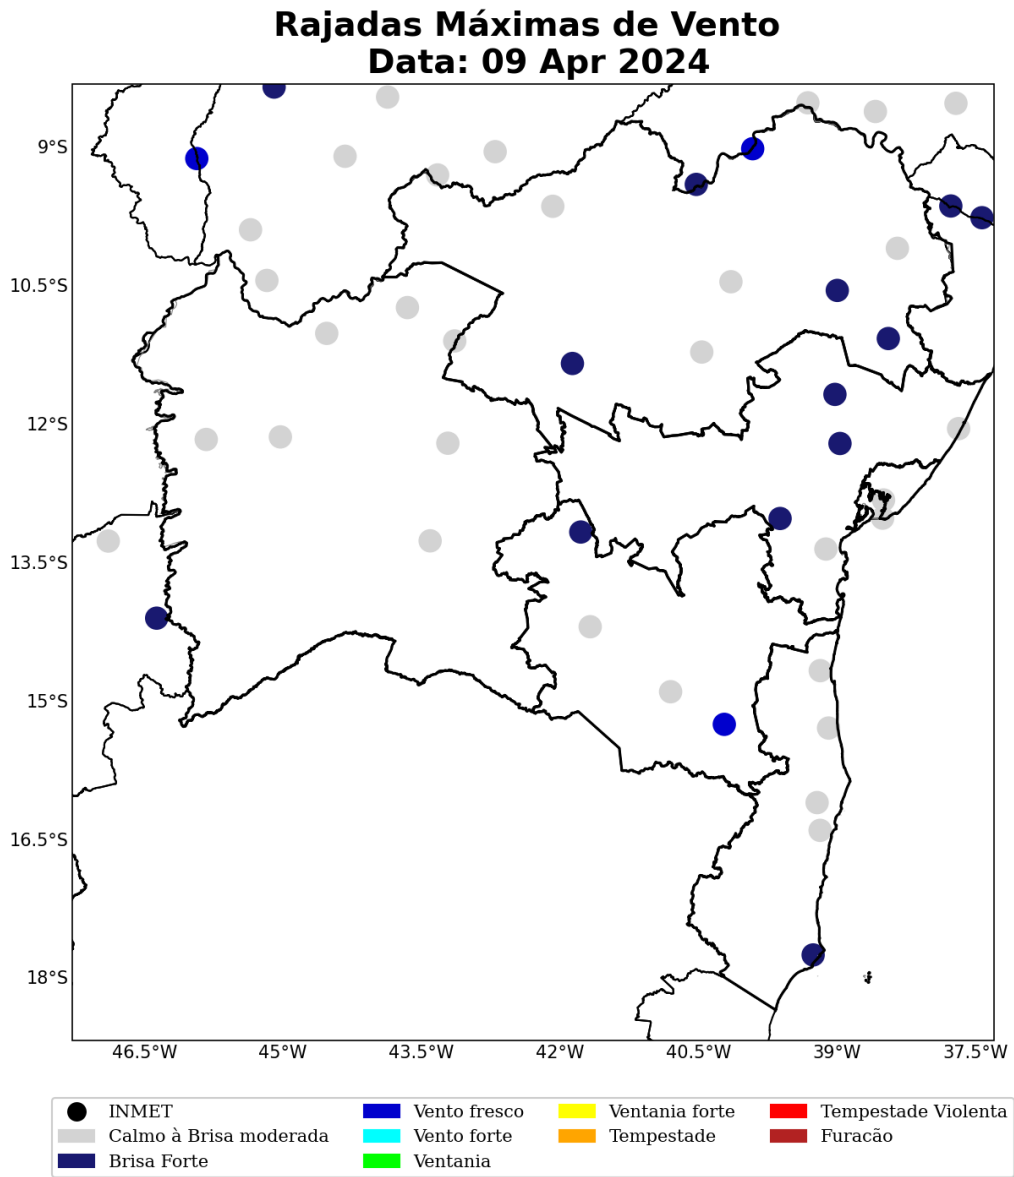 Rajadas Máximas de Vento
Data: 09 Apr 2024
9°S
10.5°S
12°S
13.5°S
15°S
16.5°S
18°S
46.5°W 45°W 43.5°W 42°W 40.5°W 39°W 37.5°W
INMET
Calmo à Brisa moderada
Brisa Forte
Vento fresco
Vento forte
Ventania
Ventania forte
Tempestade
Tempestade Violenta
Furacão